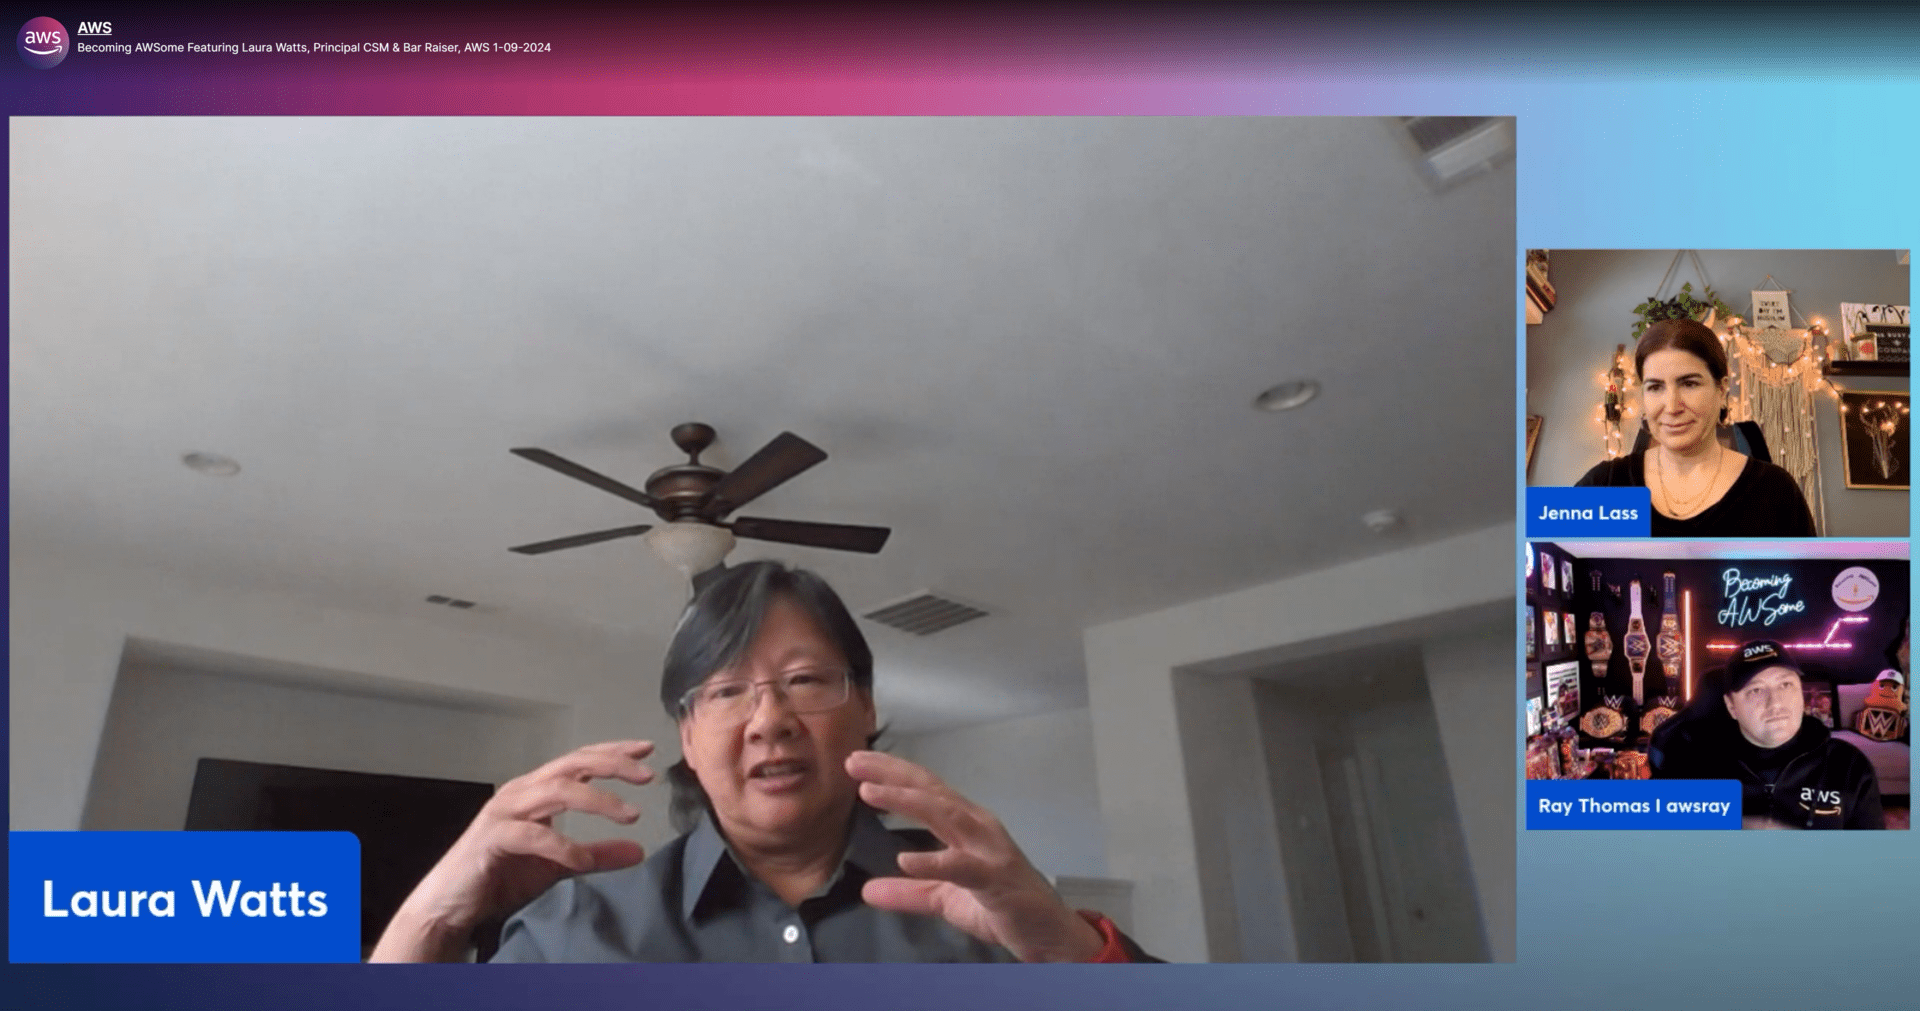 aws
AWS
Becoming AWSome Featuring Laura Watts, Principal CSM & Bar Raiser, AWS 1-09-2024
Jenna Lass
Becoming
AWSome
aws
aws
Ray Thomas | awsray
Laura Watts